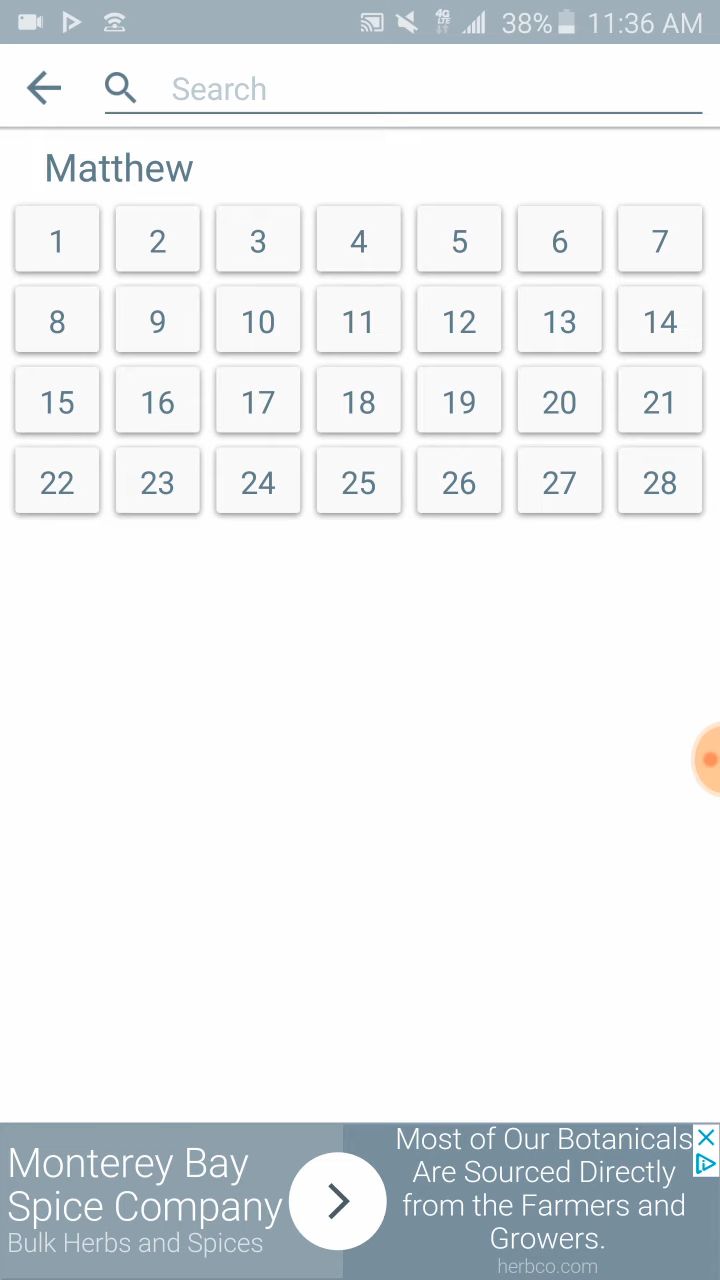 4G LTE 38% 11:36 AM
Search
Matthew
1 2 3 4 5 6 7
8 9 10 11 12 13 14
15 16 17 18 19 20 21
22 23 24 25 26 27 28
Monterey Bay
Spice Company
Bulk Herbs and Spices
Most of Our Botanicals
Are Sourced Directly
from the Farmers and
Growers.
herbco.com